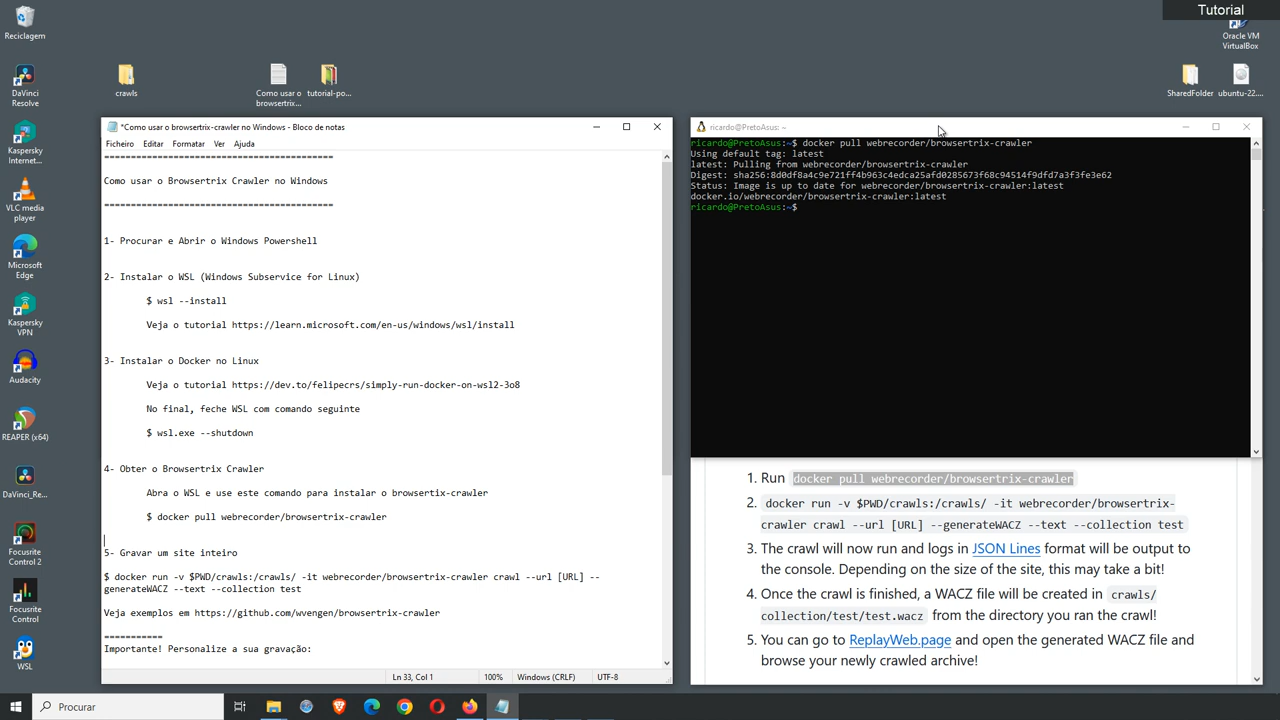 Tutorial
Reciclagem
DaVinci
Resolve
Kaspersky
Internet...
VLC media
player
Microsoft
Edge
Kaspersky
VPN
Audacity
REAPER (x64)
DaVinci_Re...
Focusrite
Control 2
Focusrite
Control
WSL
crawls
Como usar o
browsertrix...
tutorial-po...
Oracle VM
VirtualBox
SharedFolder
ubuntu-22....
*Como usar o browsertrix-crawler no Windows - Bloco de notas
Ficheiro Editar Formatar Ver Ajuda
===========================================
Como usar o Browsertrix Crawler no Windows
===========================================
1- Procurar e Abrir o Windows Powershell
2- Instalar o WSL (Windows Subservice for Linux)
$ wsl --install
Veja o tutorial https://learn.microsoft.com/en-us/windows/wsl/install
3- Instalar o Docker no Linux
Veja o tutorial https://dev.to/felipecrs/simply-run-docker-on-wsl2-3o8
No final, feche WSL com comando seguinte
$ wsl.exe --shutdown
4- Obter o Browsertrix Crawler
Abra o WSL e use este comando para instalar o browsertix-crawler
$ docker pull webrecorder/browsertrix-crawler
5- Gravar um site inteiro
$ docker run -v $PWD/crawls:/crawls/ -it webrecorder/browsertrix-crawler crawl --url [URL] --
generateWACZ --text --collection test
Veja exemplos em https://github.com/wvengen/browsertrix-crawler
===========
Importante! Personalize a sua gravação:
Ln 33, Col 1 100% Windows (CRLF) UTF-8
ricardo@PretoAsus: ~
ricardo@PretoAsus:~$ docker pull webrecorder/browsertrix-crawler
Using default tag: latest
latest: Pulling from webrecorder/browsertrix-crawler
Digest: sha256:8d0df8a4c9e721ff4b963c4edca25afd0285673f68c94514f9dfd7a3f3fe3e62
Status: Image is up to date for webrecorder/browsertrix-crawler:latest
docker.io/webrecorder/browsertrix-crawler:latest
ricardo@PretoAsus:~$
1. Run docker pull webrecorder/browsertrix-crawler
2. docker run -v $PWD/crawls:/crawls/ -it webrecorder/browsertrix-
crawler crawl --url [URL] --generateWACZ --text --collection test
3. The crawl will now run and logs in JSON Lines format will be output to
the console. Depending on the size of the site, this may take a bit!
4. Once the crawl is finished, a WACZ file will be created in crawls/
collection/test/test.wacz from the directory you ran the crawl!
5. You can go to ReplayWeb.page and open the generated WACZ file and
browse your newly crawled archive!
Procurar